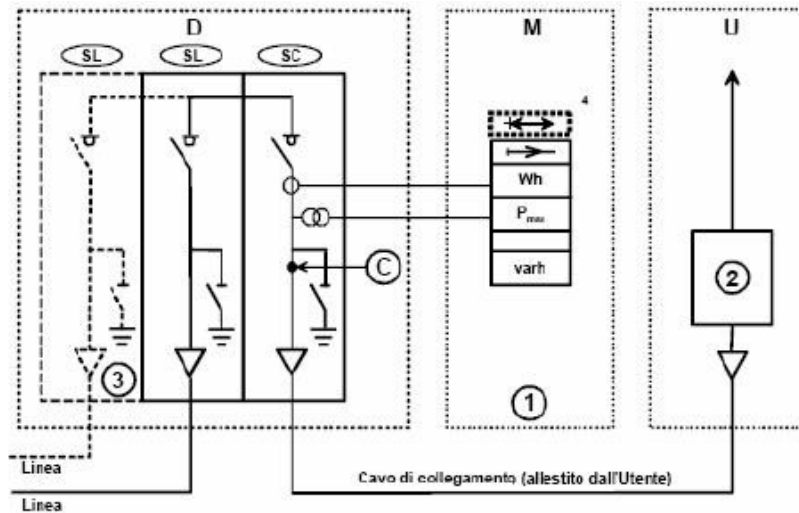 D
M
U
SL
SL
SC
4
Wh
Pmax
varh
C
2
3
1
Linea
Cavo di collegamento (allestito dall'Utente)
Linea